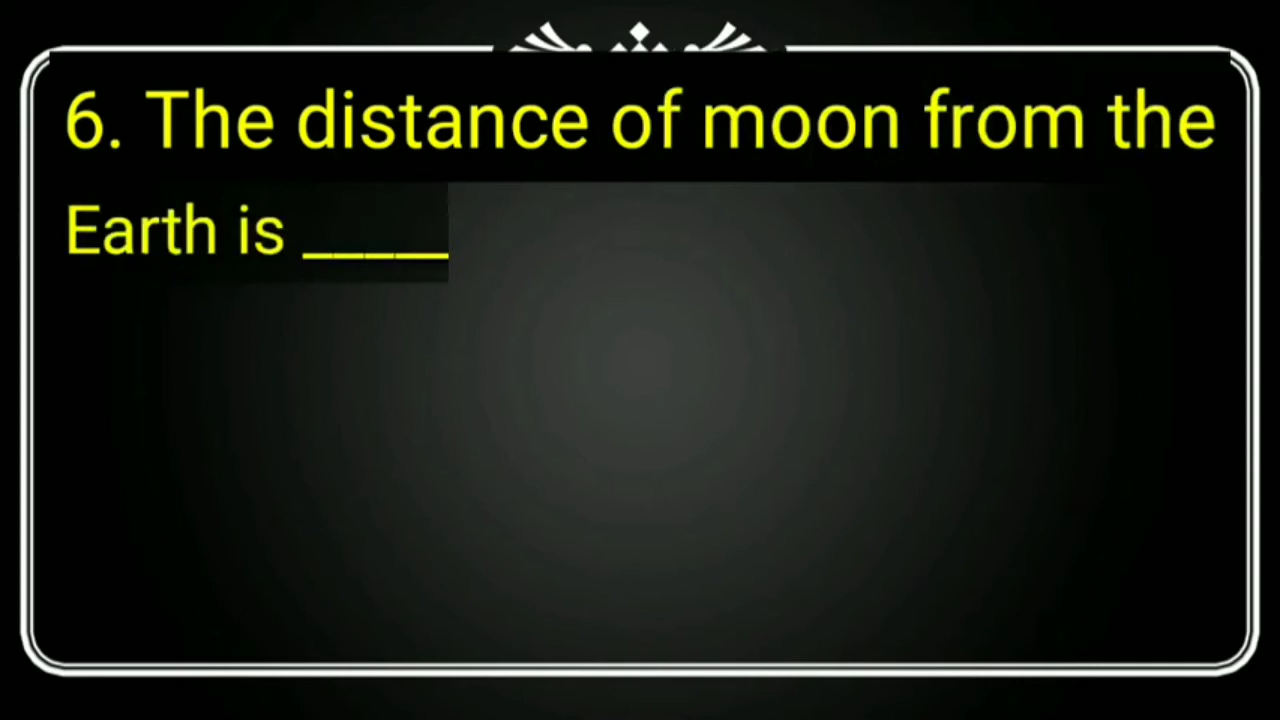 6. The distance of moon from the
Earth is _____